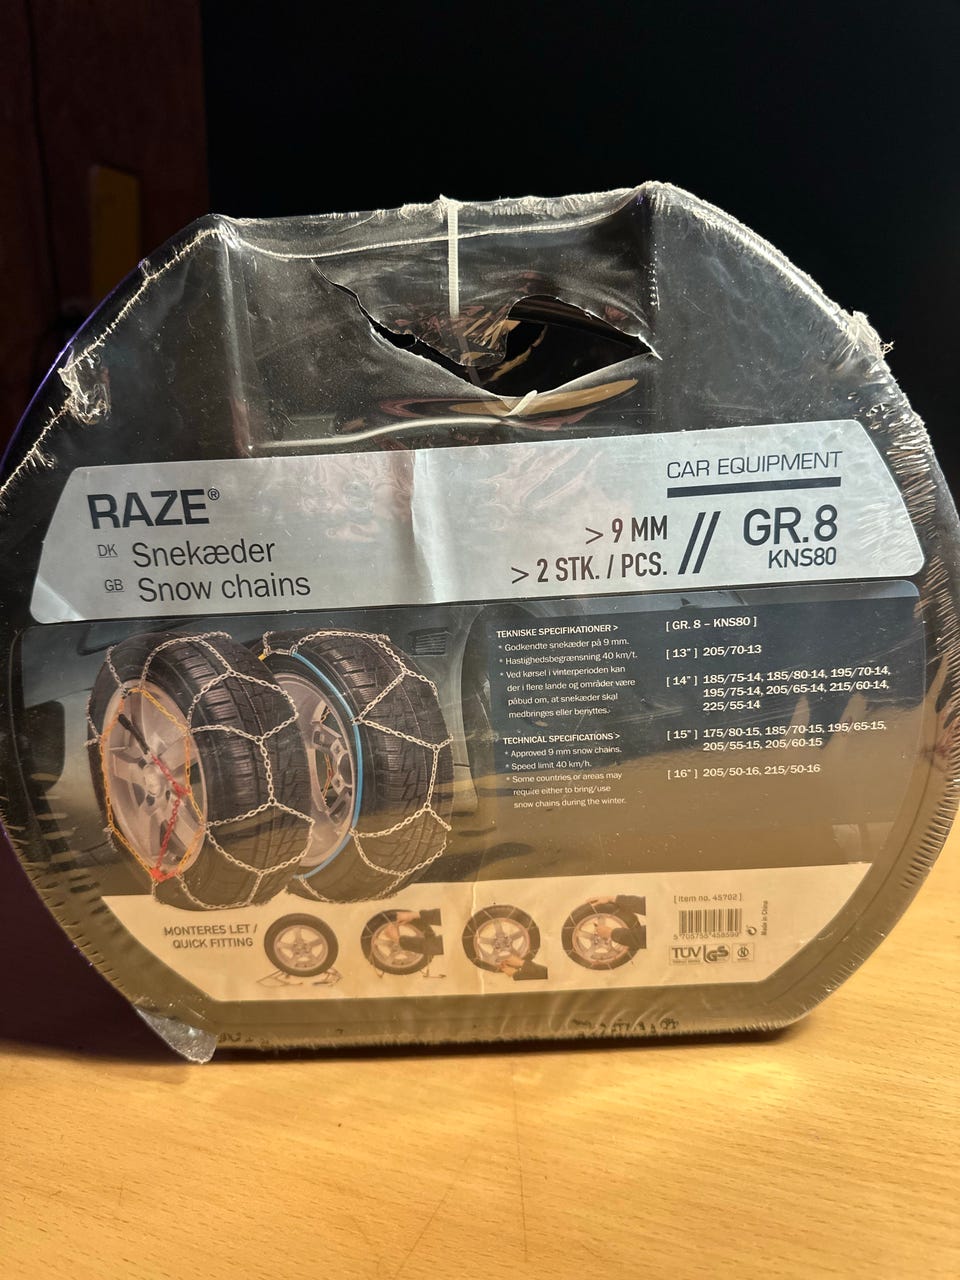 RAZE®
DK Snekæder
GB Snow chains
CAR EQUIPMENT
> 9 MM
> 2 STK. / PCS.
//
GR.8
KNS80
TEKNISKE SPECIFIKATIONER >
* Godkendte snekæder på 9 mm.
* Hastighedsbegrænsning 40 km/t.
* Ved kørsel i vinterperioden kan
der i flere lande og områder være
påbud om, at snekæder skal
medbringes eller benyttes.
TECHNICAL SPECIFICATIONS >
* Approved 9 mm snow chains.
* Speed limit 40 km/h.
* Some countries or areas may
require either to bring/use
snow chains during the winter.
[ GR. 8 – KNS80 ]
[ 13" ] 205/70-13
[ 14" ] 185/75-14, 185/80-14, 195/70-14,
195/75-14, 205/65-14, 215/60-14,
225/55-14
[ 15" ] 175/80-15, 185/70-15, 195/65-15,
205/55-15, 205/60-15
[ 16" ] 205/50-16, 215/50-16
MONTERES LET /
QUICK FITTING
[ Item no. 45702 ]
Made in China
TÜV GS N